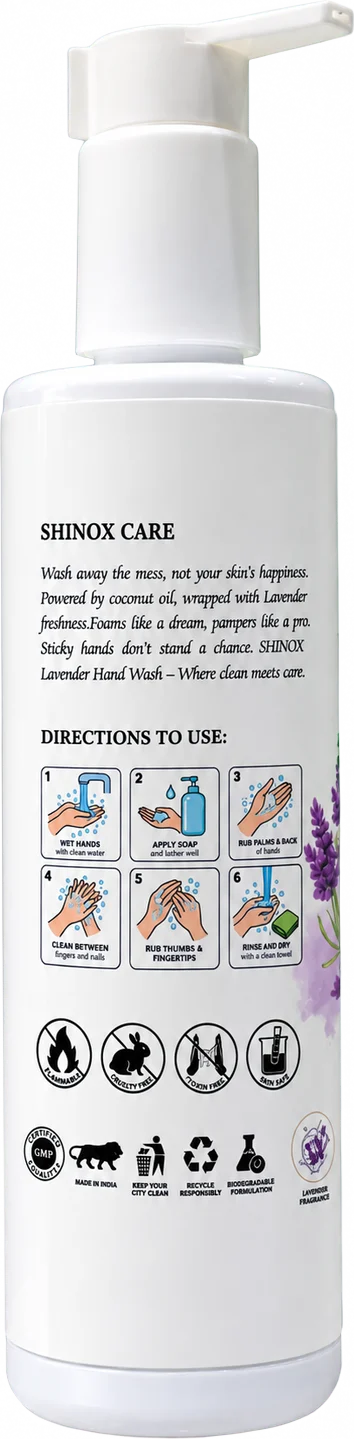 SHINOX CARE
Wash away the mess, not your skin's happiness.
Powered by coconut oil, wrapped with Lavender
freshness.Foams like a dream, pampers like a pro.
Sticky hands don't stand a chance. SHINOX
Lavender Hand Wash – Where clean meets care.
DIRECTIONS TO USE:
1
WET HANDS
with clean water
2
APPLY SOAP
and lather well
3
RUB PALMS & BACK
of hands
4
CLEAN BETWEEN
fingers and nails
5
RUB THUMBS &
FINGERTIPS
6
RINSE AND DRY
with a clean towel
FLAMMABLE
CRUELTY FREE
TOXIN FREE
SKIN SAFE
CERTIFIED
GMP
MADE IN INDIA
KEEP YOUR
CITY CLEAN
RECYCLE
RESPONSIBLY
BIODEGRADABLE
FORMULATION
LAVENDER
FRAGRANCE